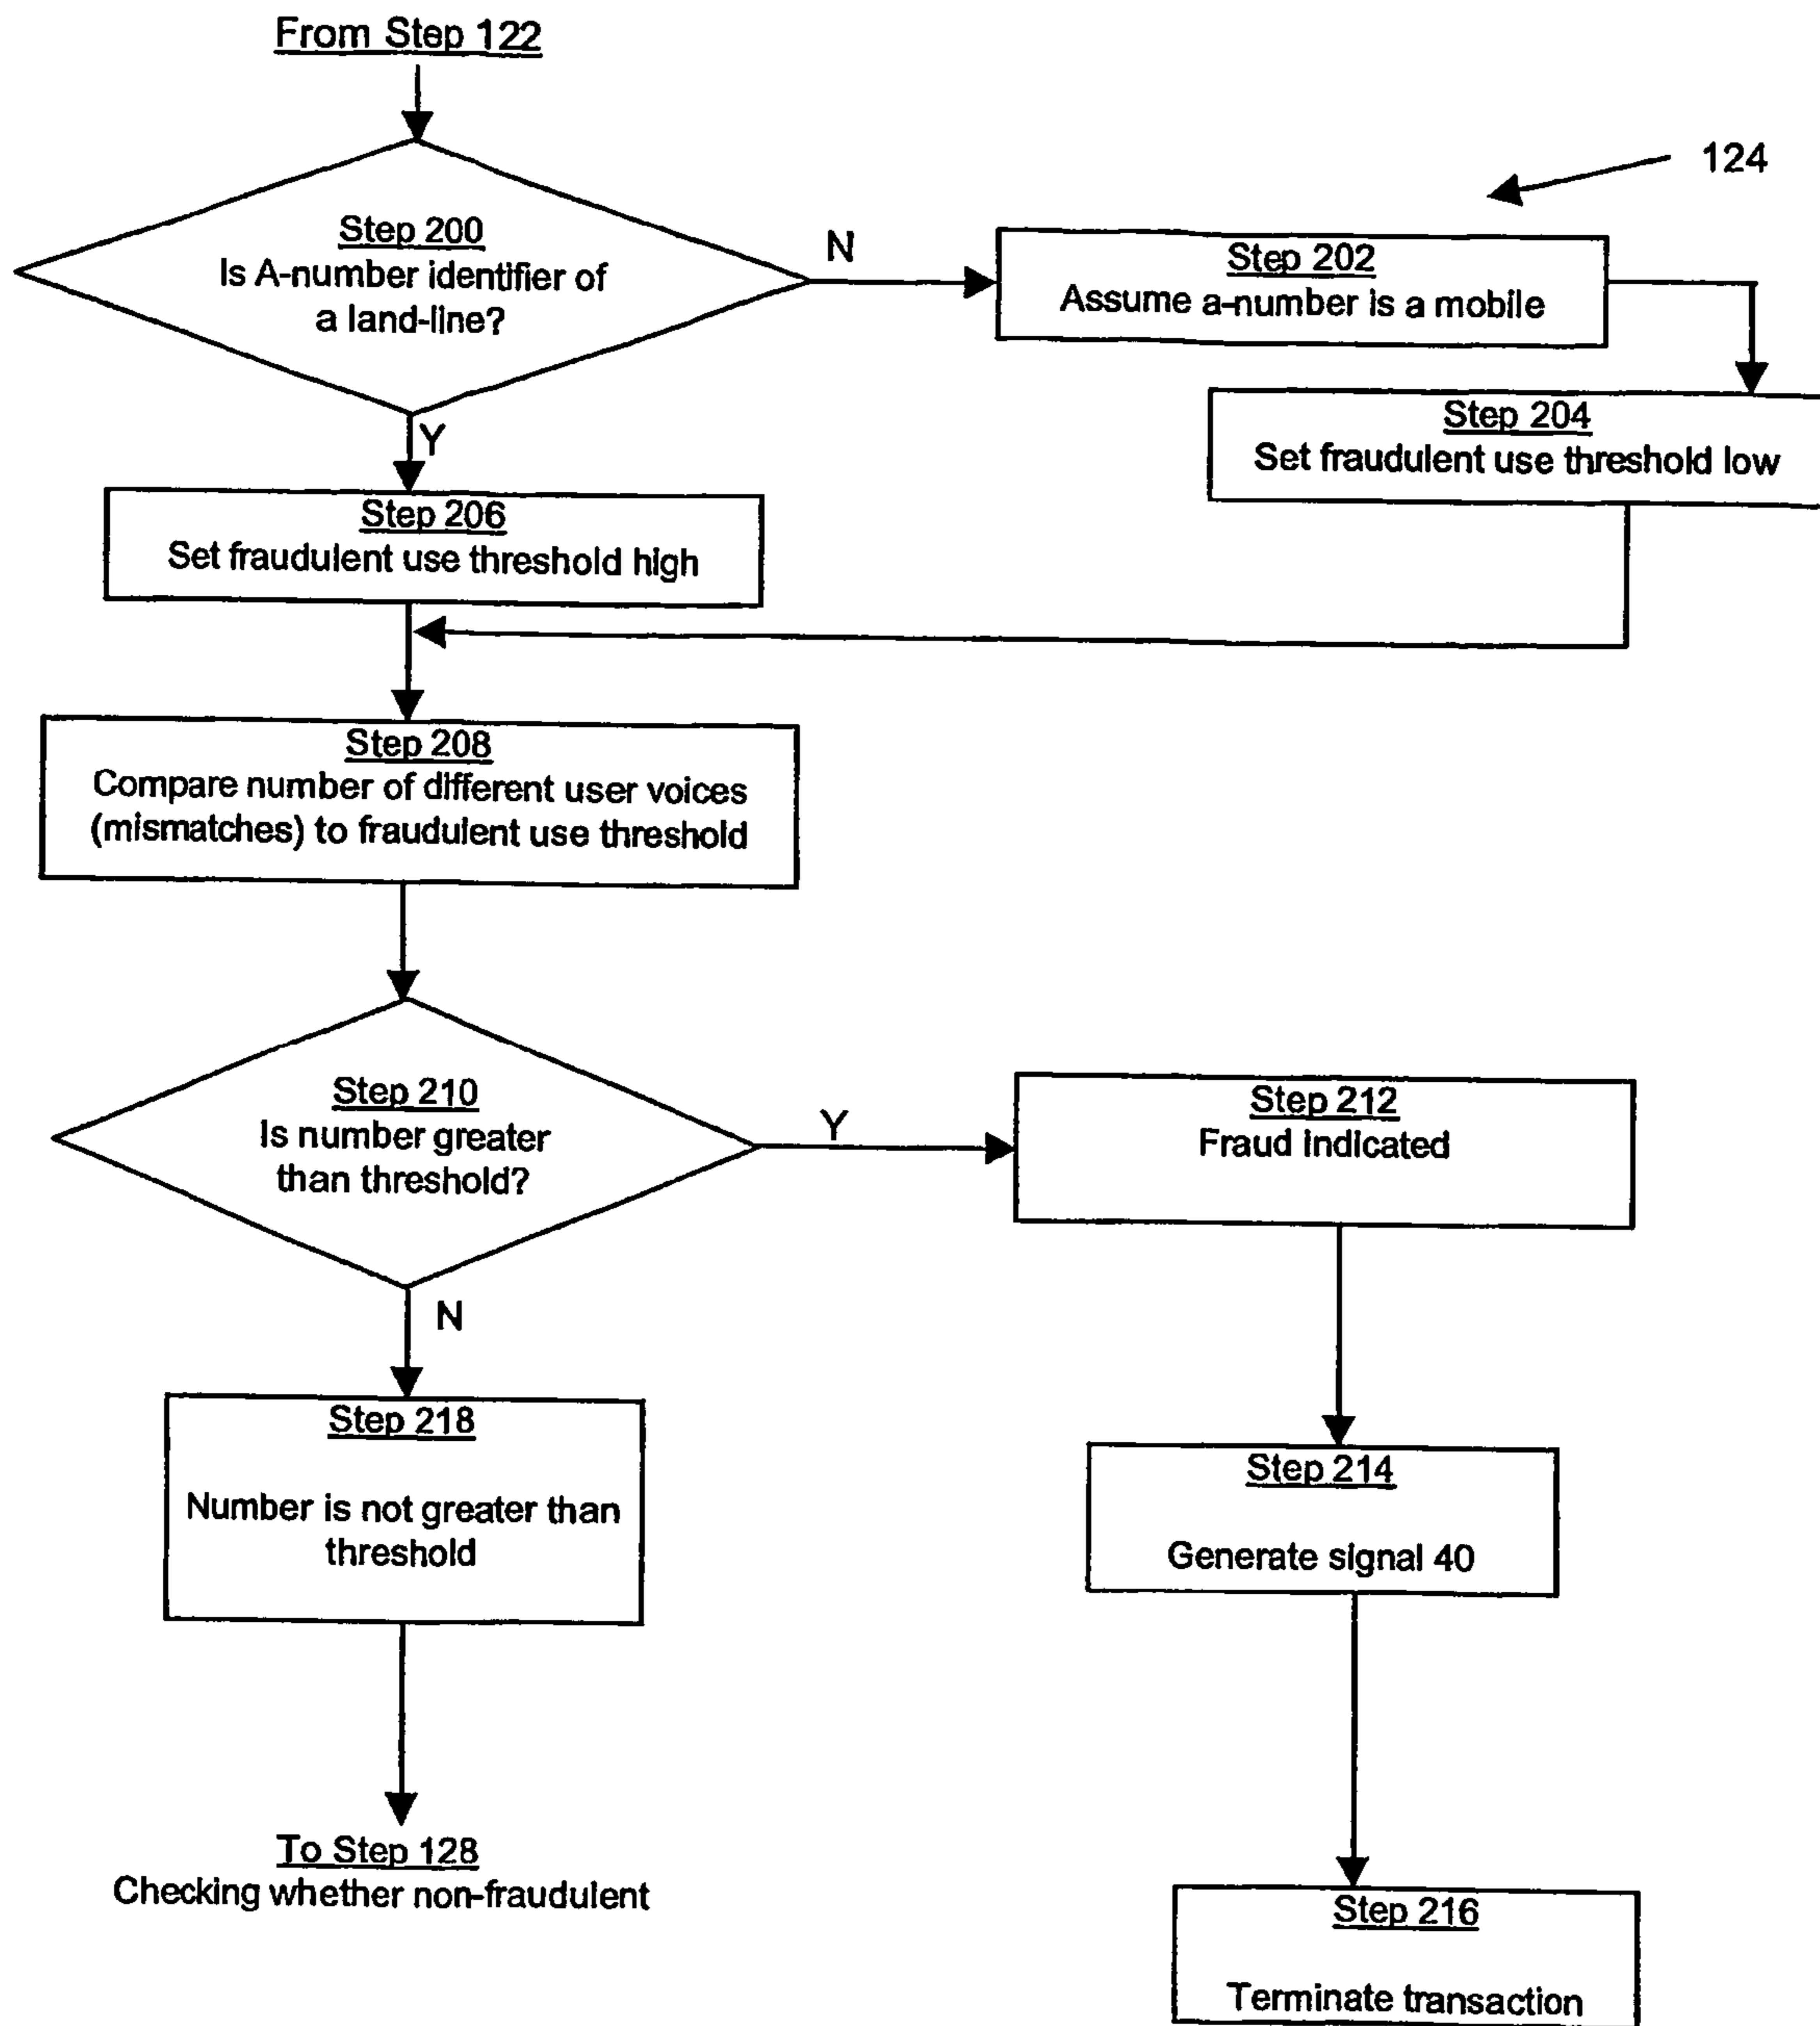 From Step 122
124
Step 200
Is A-number identifier of
a land-line?
N
Step 202
Assume a-number is a mobile
Step 204
Set fraudulent use threshold low
Y
Step 206
Set fraudulent use threshold high
Step 208
Compare number of different user voices
(mismatches) to fraudulent use threshold
Step 210
Is number greater
than threshold?
Y
Step 212
Fraud indicated
N
Step 218
Number is not greater than
threshold
Step 214
Generate signal 40
To Step 128
Checking whether non-fraudulent
Step 216
Terminate transaction